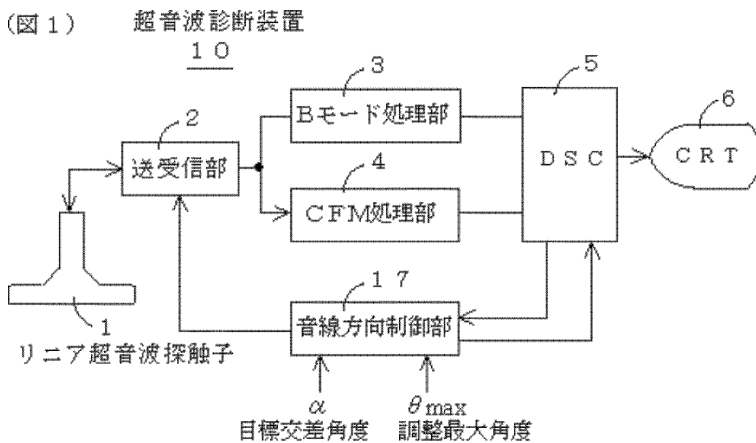 (図1) 超音波診断装置
10
3
5
Bモード処理部
6
2
送受信部
DSC
CRT
4
CFM処理部
17
音線方向制御部
1
リニア超音波探触子
α
θmax
目標交差角度
調整最大角度